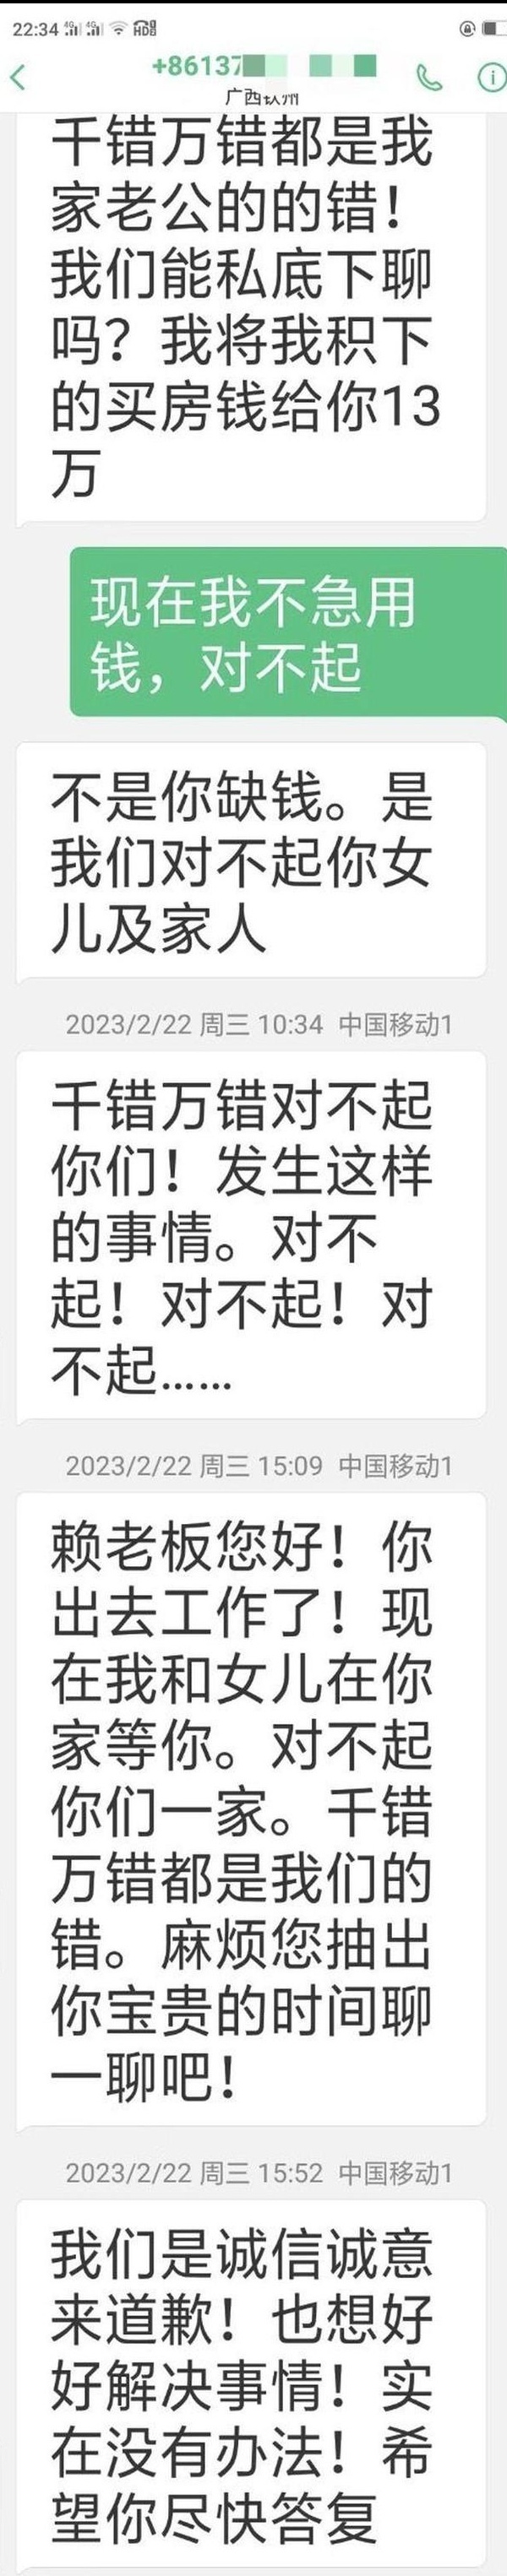 22:34 4G 4G HD
+86137
广西钦州
千错万错都是我
家老公的的错！
我们能私底下聊
吗？我将我积下
的买房钱给你13
万
现在我不急用
钱，对不起
不是你缺钱。是
我们对不起你女
儿及家人
2023/2/22 周三 10:34 中国移动1
千错万错对不起
你们！发生这样
的事情。对不
起！对不起！对
不起……
2023/2/22 周三 15:09 中国移动1
赖老板您好！你
出去工作了！现
在我和女儿在你
家等你。对不起
你们一家。千错
万错都是我们的
错。麻烦您抽出
你宝贵的时间聊
一聊吧！
2023/2/22 周三 15:52 中国移动1
我们是诚信诚意
来道歉！也想好
好解决事情！实
在没有办法！希
望你尽快答复